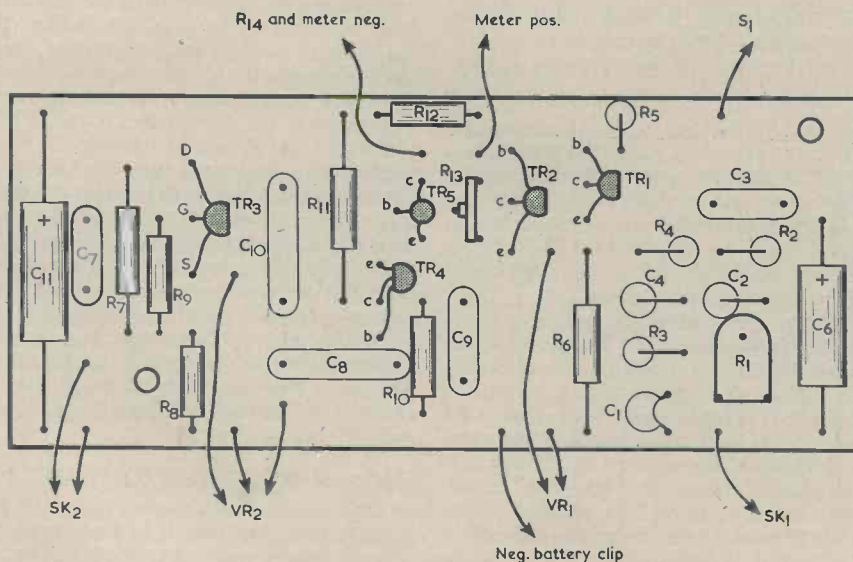 R14 and meter neg.
Meter pos.
S1
R12
R5
D
c
b
b
TR3
G
S
R11
b
TR5
e
R13
c
TR2
e
c
TR1
e
C3
+
C11
C7
R7
R9
C10
e
TR4
c
b
R4
R2
C4
C2
+
C6
R6
R3
R1
C8
C9
R8
R10
C1
SK2
VR2
VR1
SK1
Neg. battery clip